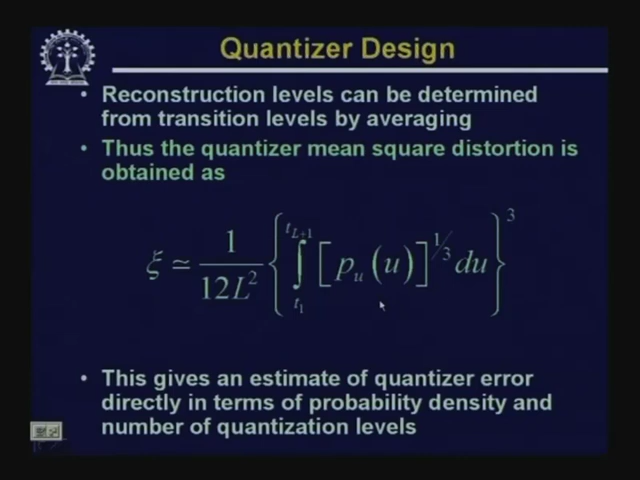 Quantizer Design
• Reconstruction levels can be determined
from transition levels by averaging
• Thus the quantizer mean square distortion is
obtained as
ξ ≃ 1/(12L²) { ∫_{t_1}^{t_{L+1}} [ p_u (u) ]^{1/3} du }^3
• This gives an estimate of quantizer error
directly in terms of probability density and
number of quantization levels